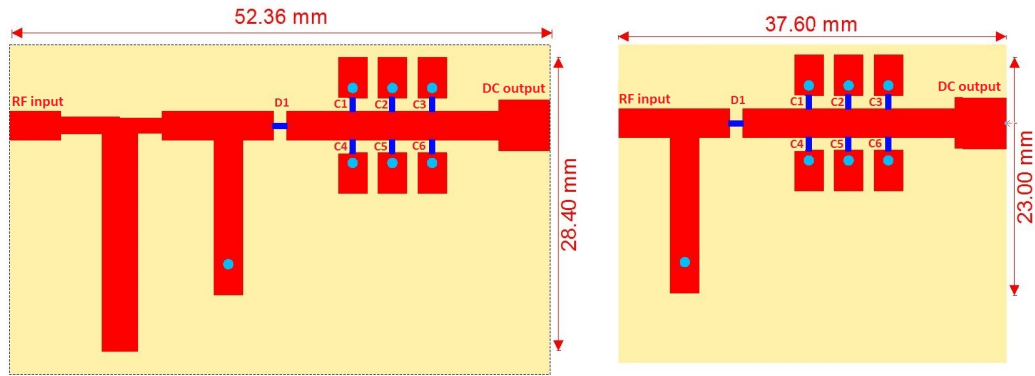 52.36 mm
RF input
D1
C1
C2
C3
DC output
C4
C5
C6
28.40 mm
37.60 mm
RF input
D1
C1
C2
C3
DC output
C4
C5
C6
23.00 mm